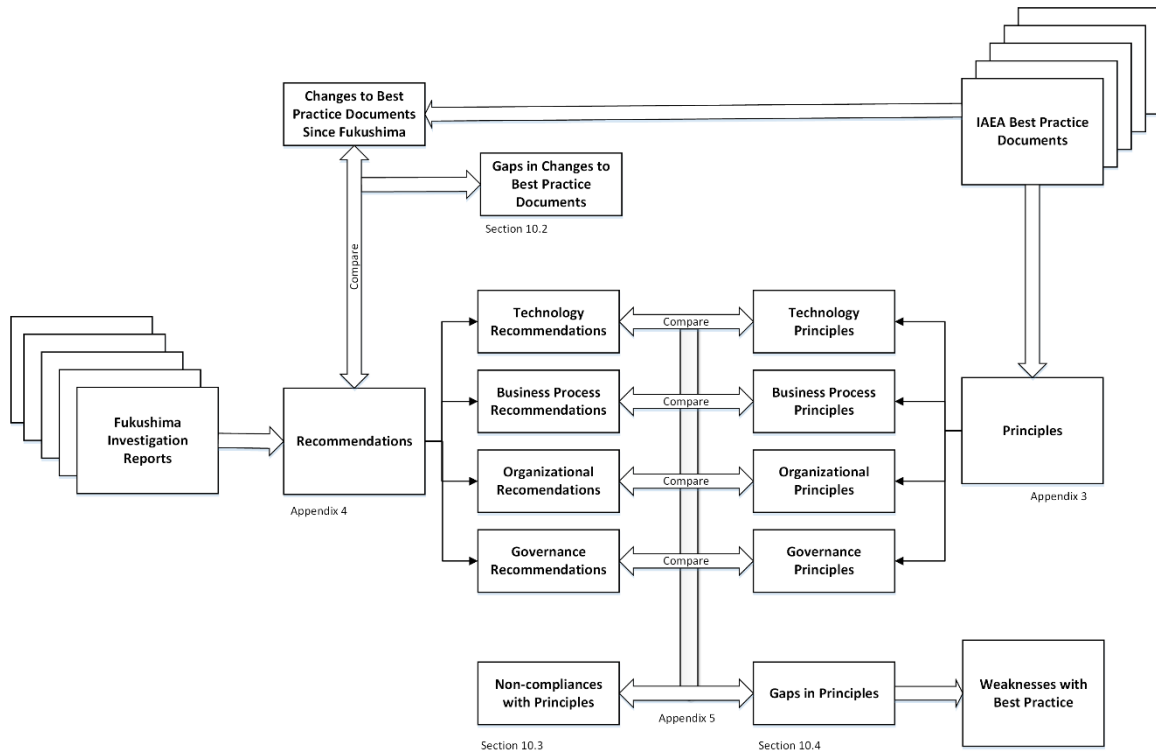 Changes to Best
Practice Documents
Since Fukushima
IAEA Best Practice
Documents
Gaps in Changes to
Best Practice
Documents
Section 10.2
Compare
Technology
Recommendations
Compare
Technology
Principles
Business Process
Recommendations
Compare
Business Process
Principles
Fukushima
Investigation
Reports
Recommendations
Appendix 4
Principles
Appendix 3
Organizational
Recomendations
Compare
Organizational
Principles
Governance
Recommendations
Compare
Governance
Principles
Non-compliances
with Principles
Section 10.3
Appendix 5
Gaps in Principles
Section 10.4
Weaknesses with
Best Practice